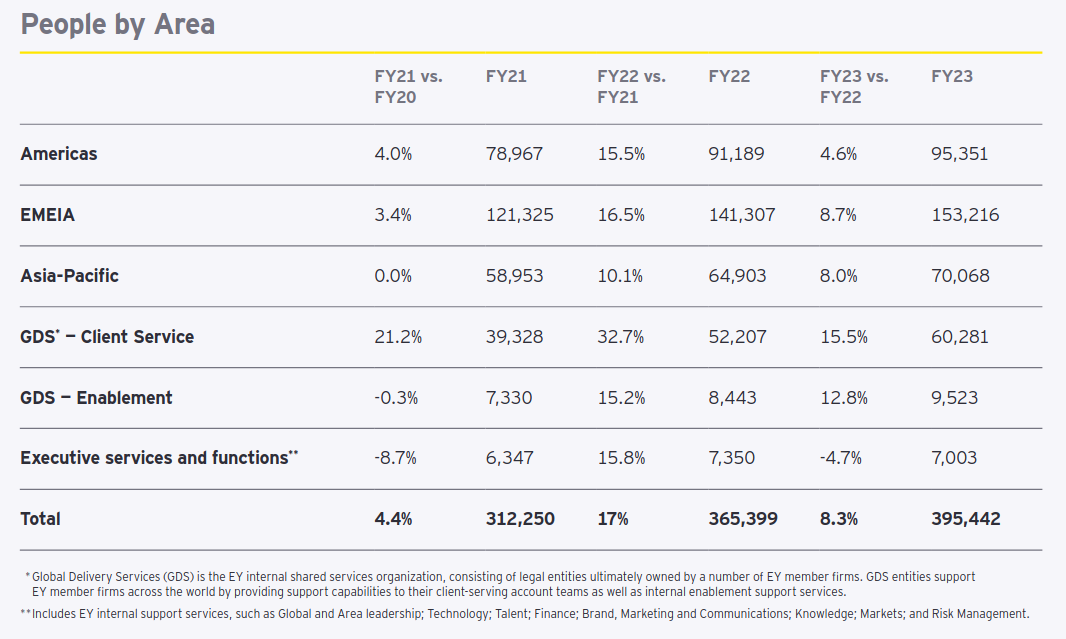 People by Area
FY21 vs. FY20 FY21 FY22 vs. FY21 FY22 FY23 vs. FY22 FY23
Americas 4.0% 78,967 15.5% 91,189 4.6% 95,351
EMEIA 3.4% 121,325 16.5% 141,307 8.7% 153,216
Asia-Pacific 0.0% 58,953 10.1% 64,903 8.0% 70,068
GDS* – Client Service 21.2% 39,328 32.7% 52,207 15.5% 60,281
GDS – Enablement -0.3% 7,330 15.2% 8,443 12.8% 9,523
Executive services and functions** -8.7% 6,347 15.8% 7,350 -4.7% 7,003
Total 4.4% 312,250 17% 365,399 8.3% 395,442
* Global Delivery Services (GDS) is the EY internal shared services organization, consisting of legal entities ultimately owned by a number of EY member firms. GDS entities support
EY member firms across the world by providing support capabilities to their client-serving account teams as well as internal enablement support services.
** Includes EY internal support services, such as Global and Area leadership; Technology; Talent; Finance; Brand, Marketing and Communications; Knowledge; Markets; and Risk Management.